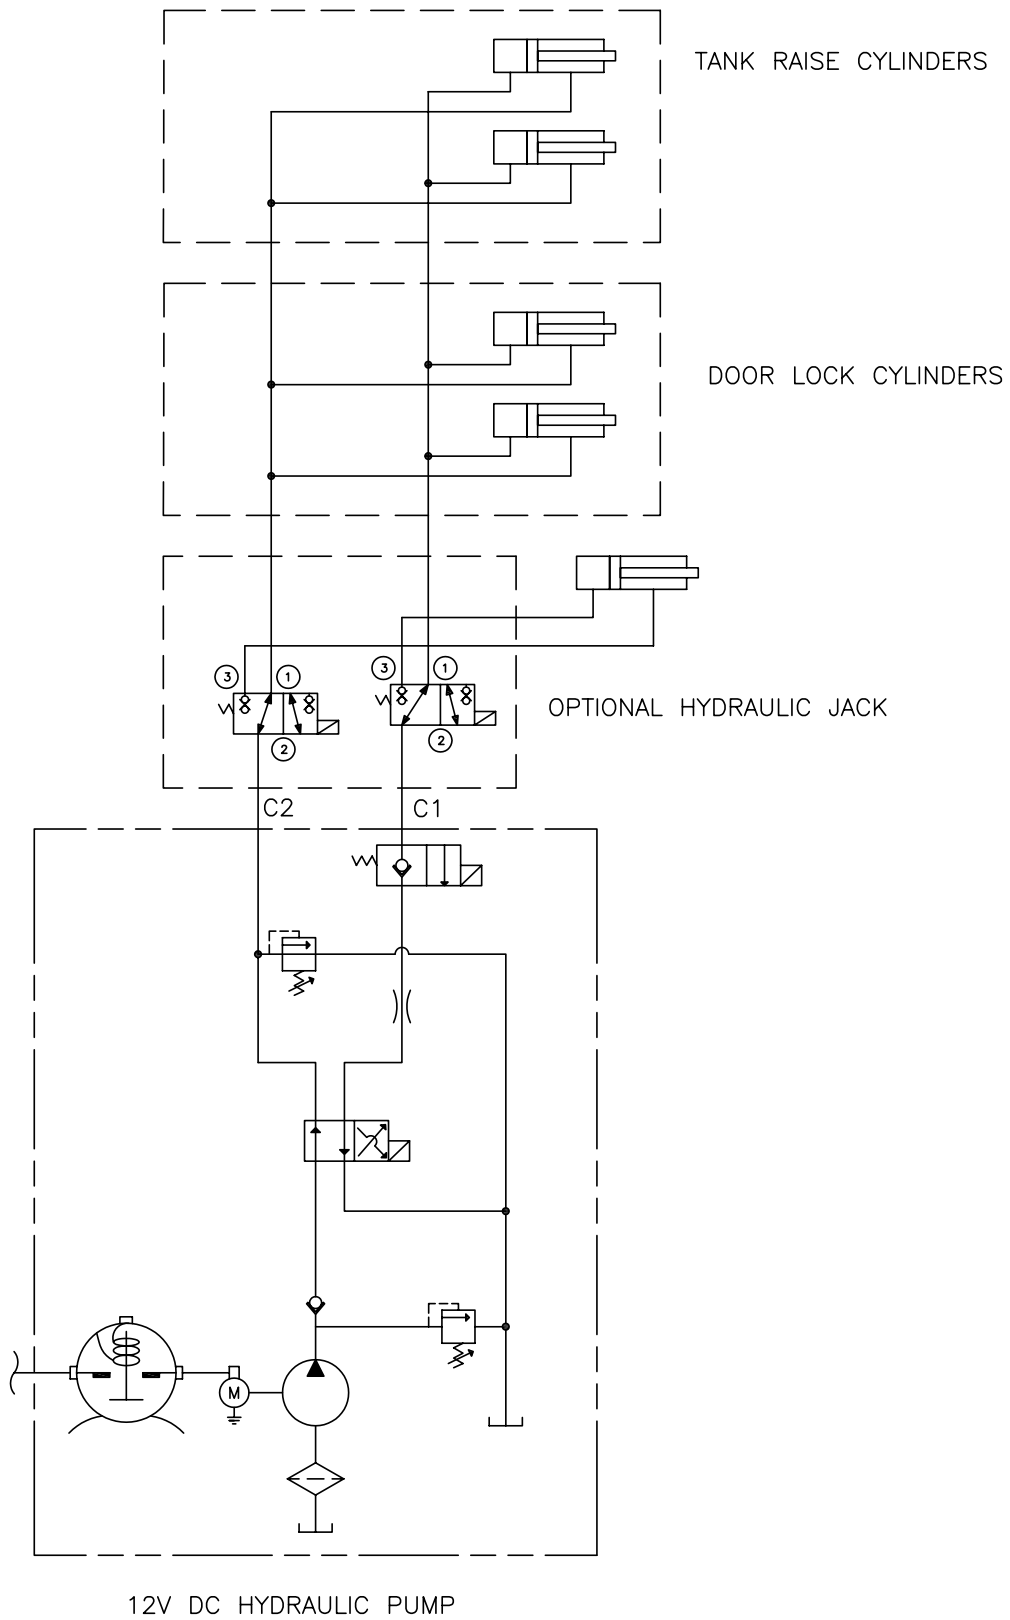 TANK RAISE CYLINDERS
DOOR LOCK CYLINDERS
3
1
3
1
OPTIONAL HYDRAULIC JACK
2
2
C2
C1
M
12V DC HYDRAULIC PUMP